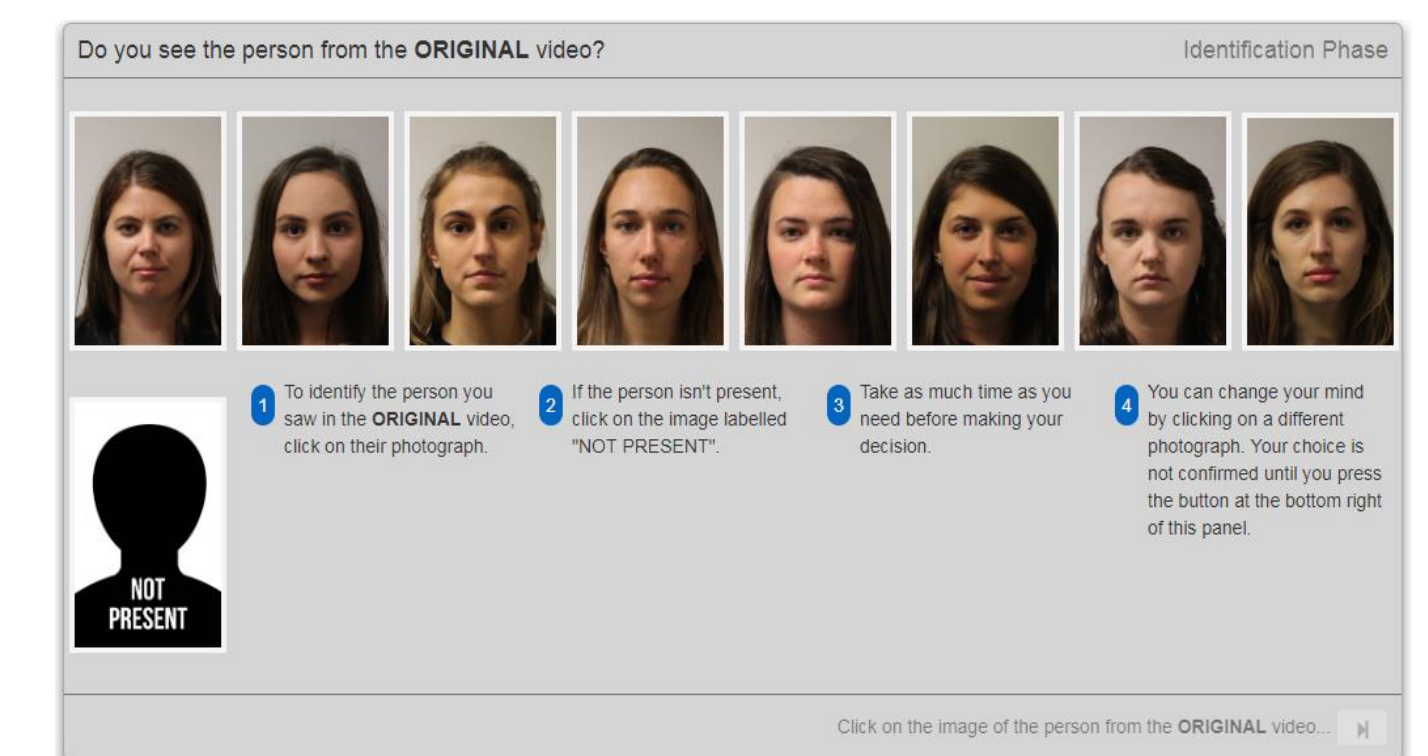 Do you see the person from the ORIGINAL video?
Identification Phase
1
To identify the person you
saw in the ORIGINAL video,
click on their photograph.
2
If the person isn't present,
click on the image labelled
"NOT PRESENT".
3
Take as much time as you
need before making your
decision.
4
You can change your mind
by clicking on a different
photograph. Your choice is
not confirmed until you press
the button at the bottom right
of this panel.
NOT
PRESENT
Click on the image of the person from the ORIGINAL video...